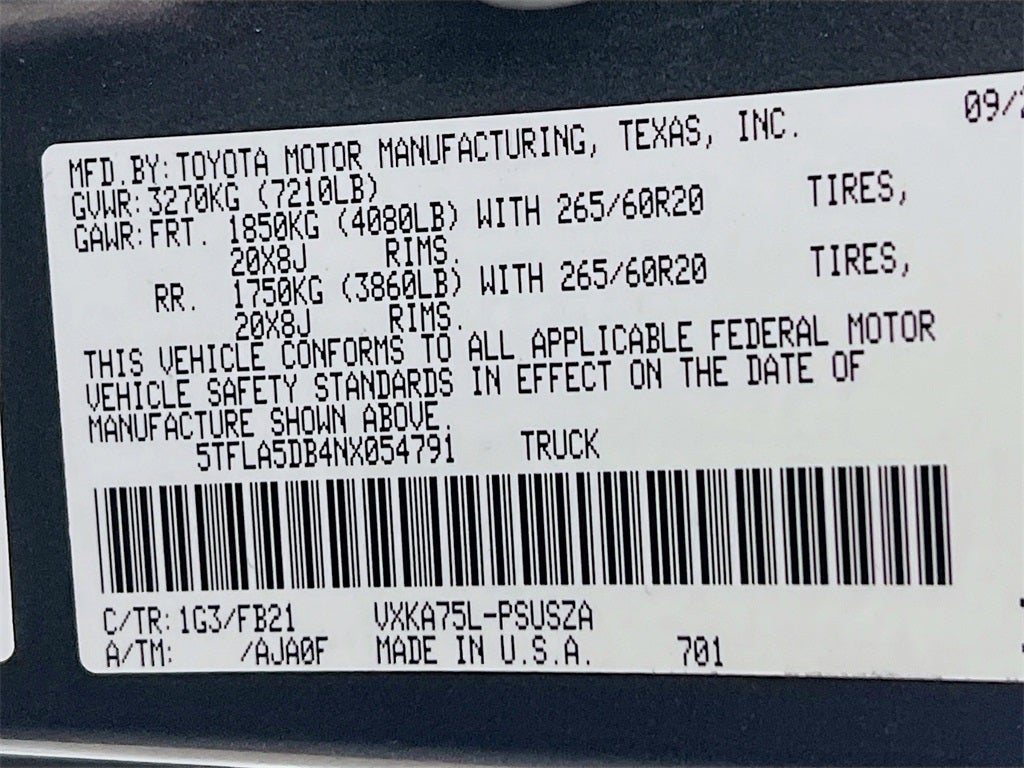 MFD.BY: TOYOTA MOTOR MANUFACTURING, TEXAS, INC. 09/
GVWR: 3270KG (7210LB)
GAWR: FRT. 1850KG (4080LB) WITH 265/60R20 TIRES,
20X8J RIMS.
RR. 1750KG (3860LB) WITH 265/60R20 TIRES,
20X8J RIMS.
THIS VEHICLE CONFORMS TO ALL APPLICABLE FEDERAL MOTOR
VEHICLE SAFETY STANDARDS IN EFFECT ON THE DATE OF
MANUFACTURE SHOWN ABOVE.
5TFLA5DB4NX054791 TRUCK
C/TR: 1G3/FB21 VXKA75L-PSUSZA
A/TM: /AJA0F MADE IN U.S.A. 701